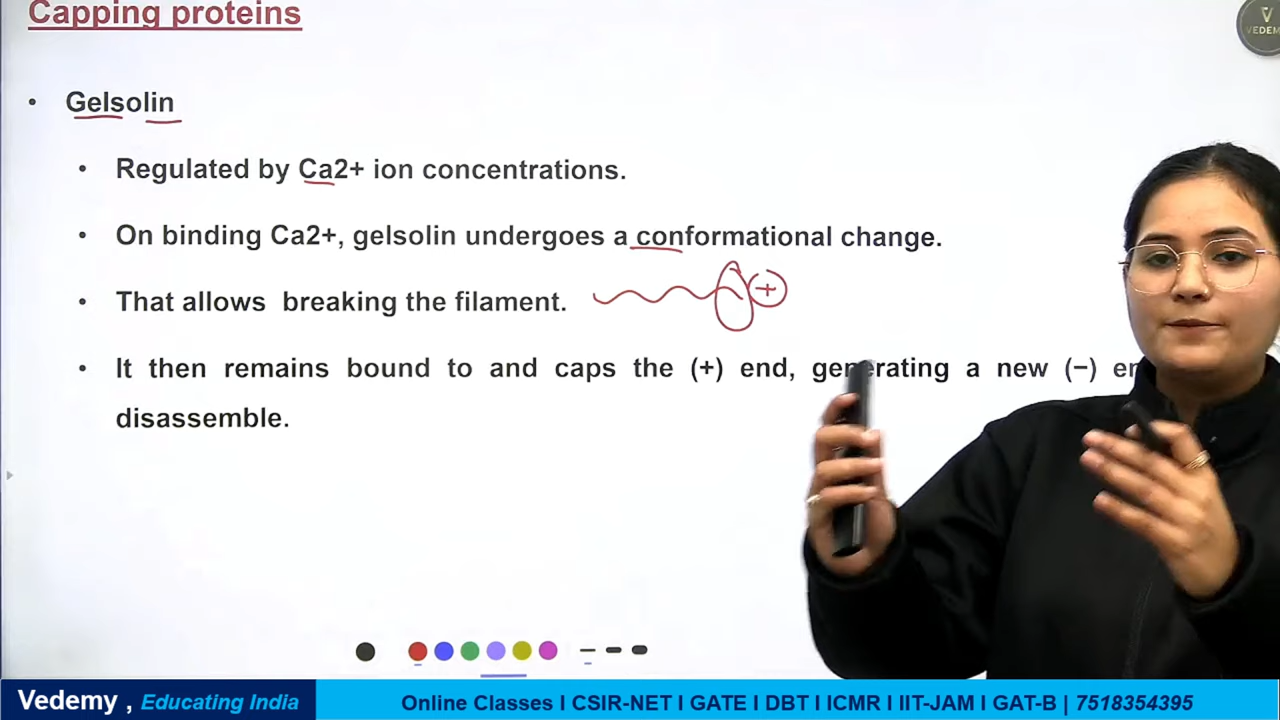 Capping proteins
V
VEDEM
• Gelsolin
• Regulated by Ca2+ ion concentrations.
• On binding Ca2+, gelsolin undergoes a conformational change.
• That allows breaking the filament.
+
• It then remains bound to and caps the (+) end, generating a new (−)
disassemble.
Vedemy , Educating India
Online Classes I CSIR-NET I GATE I DBT I ICMR I IIT-JAM I GAT-B | 7518354395